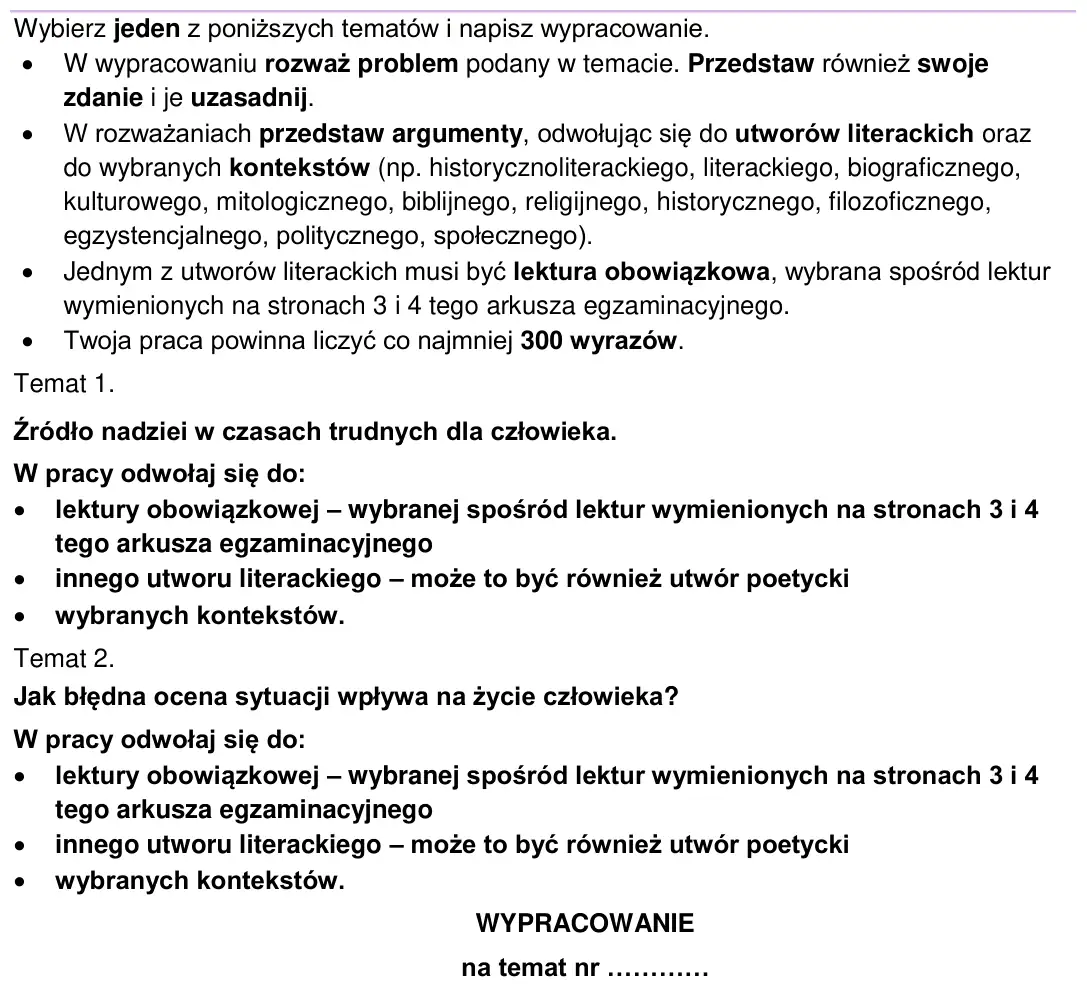 Wybierz jeden z poniższych tematów i napisz wypracowanie.
• W wypracowaniu rozważ problem podany w temacie. Przedstaw również swoje
zdanie i je uzasadnij.
• W rozważaniach przedstaw argumenty, odwołując się do utworów literackich oraz
do wybranych kontekstów (np. historycznoliterackiego, literackiego, biograficznego,
kulturowego, mitologicznego, biblijnego, religijnego, historycznego, filozoficznego,
egzystencjalnego, politycznego, społecznego).
• Jednym z utworów literackich musi być lektura obowiązkowa, wybrana spośród lektur
wymienionych na stronach 3 i 4 tego arkusza egzaminacyjnego.
• Twoja praca powinna liczyć co najmniej 300 wyrazów.
Temat 1.
Źródło nadziei w czasach trudnych dla człowieka.
W pracy odwołaj się do:
• lektury obowiązkowej – wybranej spośród lektur wymienionych na stronach 3 i 4
tego arkusza egzaminacyjnego
• innego utworu literackiego – może to być również utwór poetycki
• wybranych kontekstów.
Temat 2.
Jak błędna ocena sytuacji wpływa na życie człowieka?
W pracy odwołaj się do:
• lektury obowiązkowej – wybranej spośród lektur wymienionych na stronach 3 i 4
tego arkusza egzaminacyjnego
• innego utworu literackiego – może to być również utwór poetycki
• wybranych kontekstów.
WYPRACOWANIE
na temat nr …………